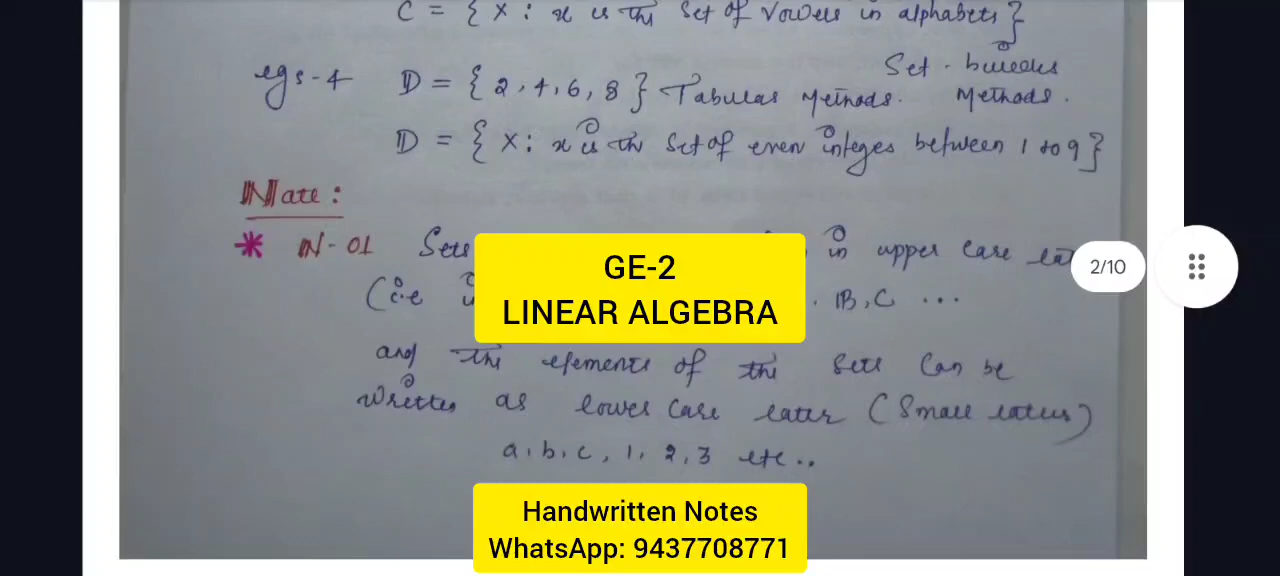 C = { x : x is the set of vowels in alphabets }
Set-builder
egs-4 D = { 2, 4, 6, 8 } Tabular Methods. Methods.
D = { x : x is the set of even integes between 1 to 9 }
Note :
* N-01 Sets in upper case
2/10
(i.e B, C ...
and the elements of the sets can be
written as lower case later (Small laters)
a, b, c, 1, 2, 3 etc..
GE-2
LINEAR ALGEBRA
Handwritten Notes
WhatsApp: 9437708771